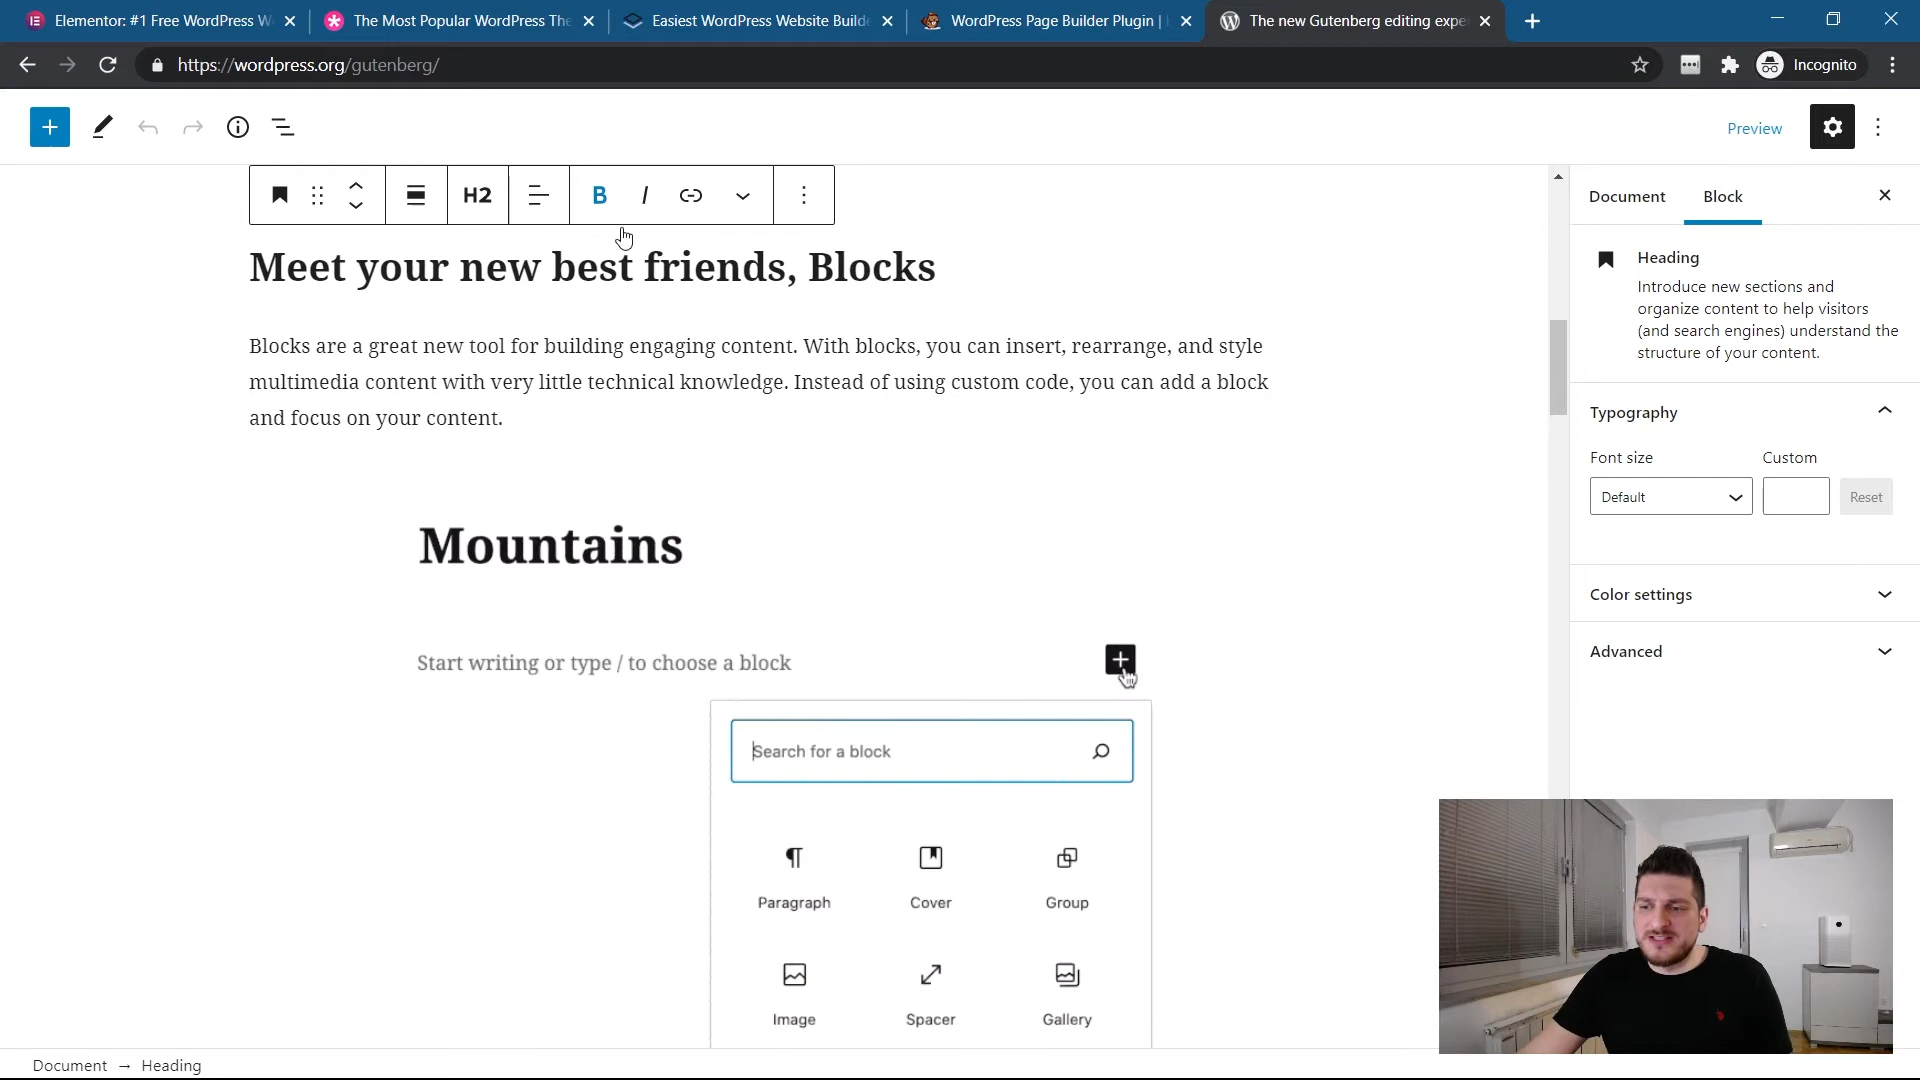 Elementor: #1 Free WordPress W
The Most Popular WordPress The
Easiest WordPress Website Builde
WordPress Page Builder Plugin |
The new Gutenberg editing expe
https://wordpress.org/gutenberg/
Incognito
Preview
H2
B
I
Document
Block
Meet your new best friends, Blocks
Heading
Introduce new sections and
organize content to help visitors
(and search engines) understand the
structure of your content.
Blocks are a great new tool for building engaging content. With blocks, you can insert, rearrange, and style
multimedia content with very little technical knowledge. Instead of using custom code, you can add a block
and focus on your content.
Typography
Font size
Custom
Default
Reset
Mountains
Color settings
Start writing or type / to choose a block
Advanced
Search for a block
Paragraph
Cover
Group
Image
Spacer
Gallery
Document → Heading